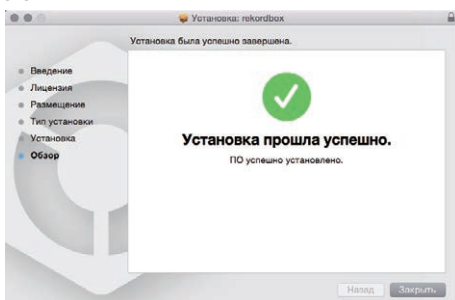 Установка: rekordbox
Установка была успешно завершена.
Введение
Лицензия
Размещение
Тип установки
Установка
Обзор
Установка прошла успешно.
ПО успешно установлено.
Назад
Закрыть